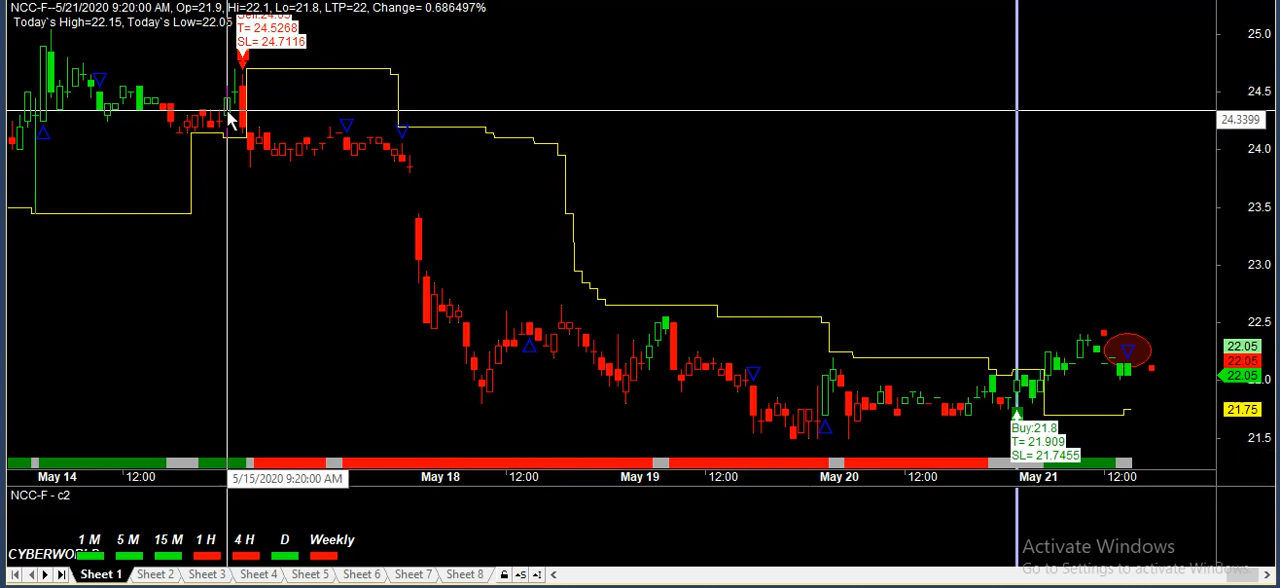 NCC-F--5/21/2020 9:20:00 AM, Op=21.9, Hi=22.1, Lo=21.8, LTP=22, Change= 0.686497%
Today`s High=22.15, Today`s Low=22.05
Sell:24.65
T= 24.5268
SL= 24.7116
25.0
24.5
24.3399
24.0
23.5
23.0
22.5
22.05
22.05
22.05
22.0
21.75
21.5
Buy:21.8
T= 21.909
SL= 21.7455
May 14
12:00
5/15/2020 9:20:00 AM
May 18
12:00
May 19
12:00
May 20
12:00
May 21
12:00
NCC-F - c2
1 M 5 M 15 M 1 H 4 H D Weekly
Activate Windows
Go to Settings to activate Windows.
Sheet 1 Sheet 2 Sheet 3 Sheet 4 Sheet 5 Sheet 6 Sheet 7 Sheet 8